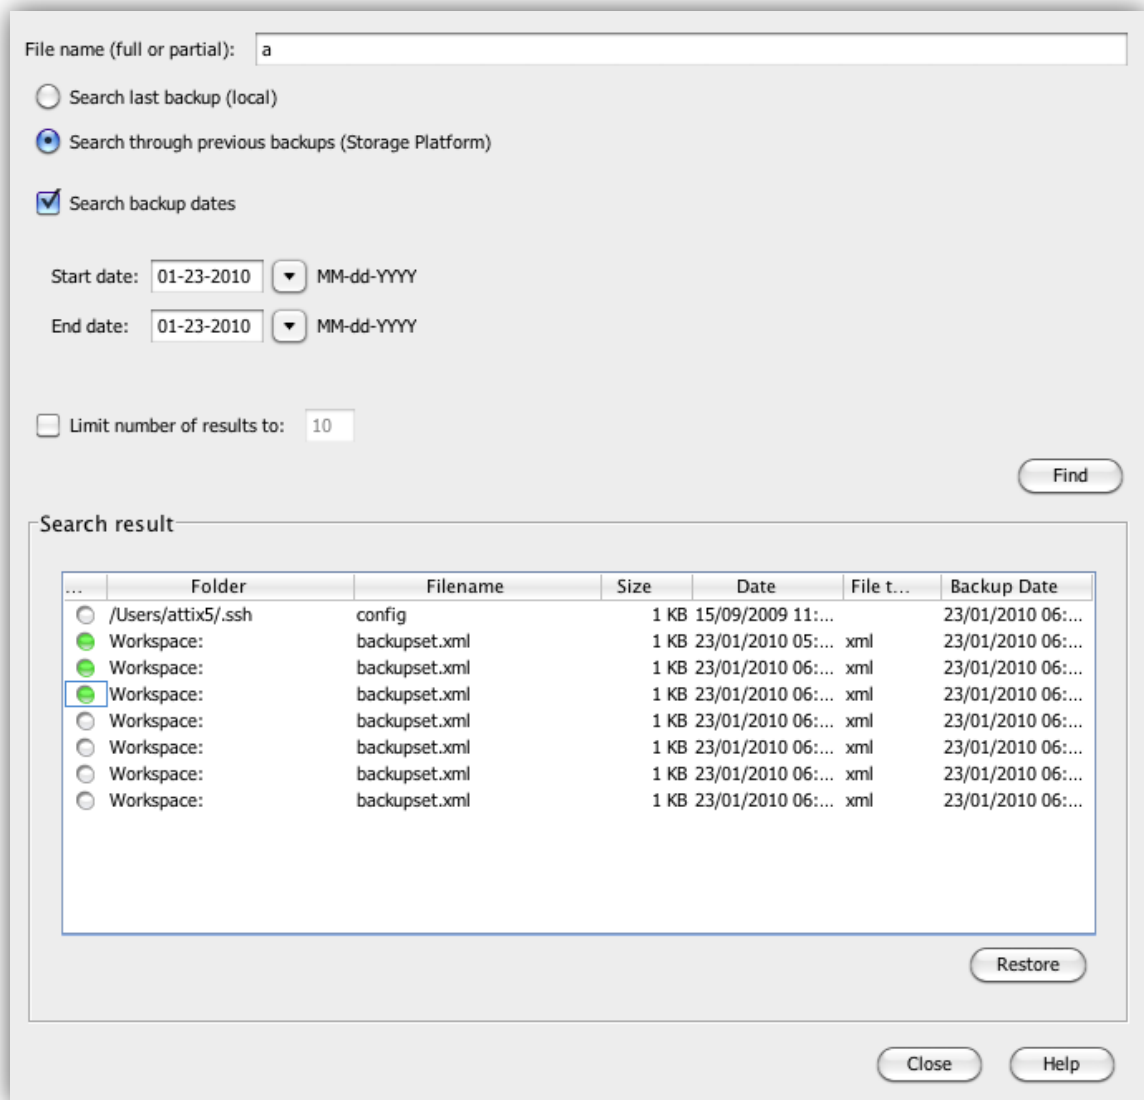 File name (full or partial): a
Search last backup (local)
Search through previous backups (Storage Platform)
Search backup dates
Start date: 01-23-2010 MM-dd-YYYY
End date: 01-23-2010 MM-dd-YYYY
Limit number of results to: 10
Find
Search result
... Folder Filename Size Date File t... Backup Date
/Users/attix5/.ssh config 1 KB 15/09/2009 11:... 23/01/2010 06:...
Workspace: backupset.xml 1 KB 23/01/2010 05:... xml 23/01/2010 06:...
Workspace: backupset.xml 1 KB 23/01/2010 06:... xml 23/01/2010 06:...
Workspace: backupset.xml 1 KB 23/01/2010 06:... xml 23/01/2010 06:...
Workspace: backupset.xml 1 KB 23/01/2010 06:... xml 23/01/2010 06:...
Workspace: backupset.xml 1 KB 23/01/2010 06:... xml 23/01/2010 06:...
Workspace: backupset.xml 1 KB 23/01/2010 06:... xml 23/01/2010 06:...
Workspace: backupset.xml 1 KB 23/01/2010 06:... xml 23/01/2010 06:...
Restore
Close Help